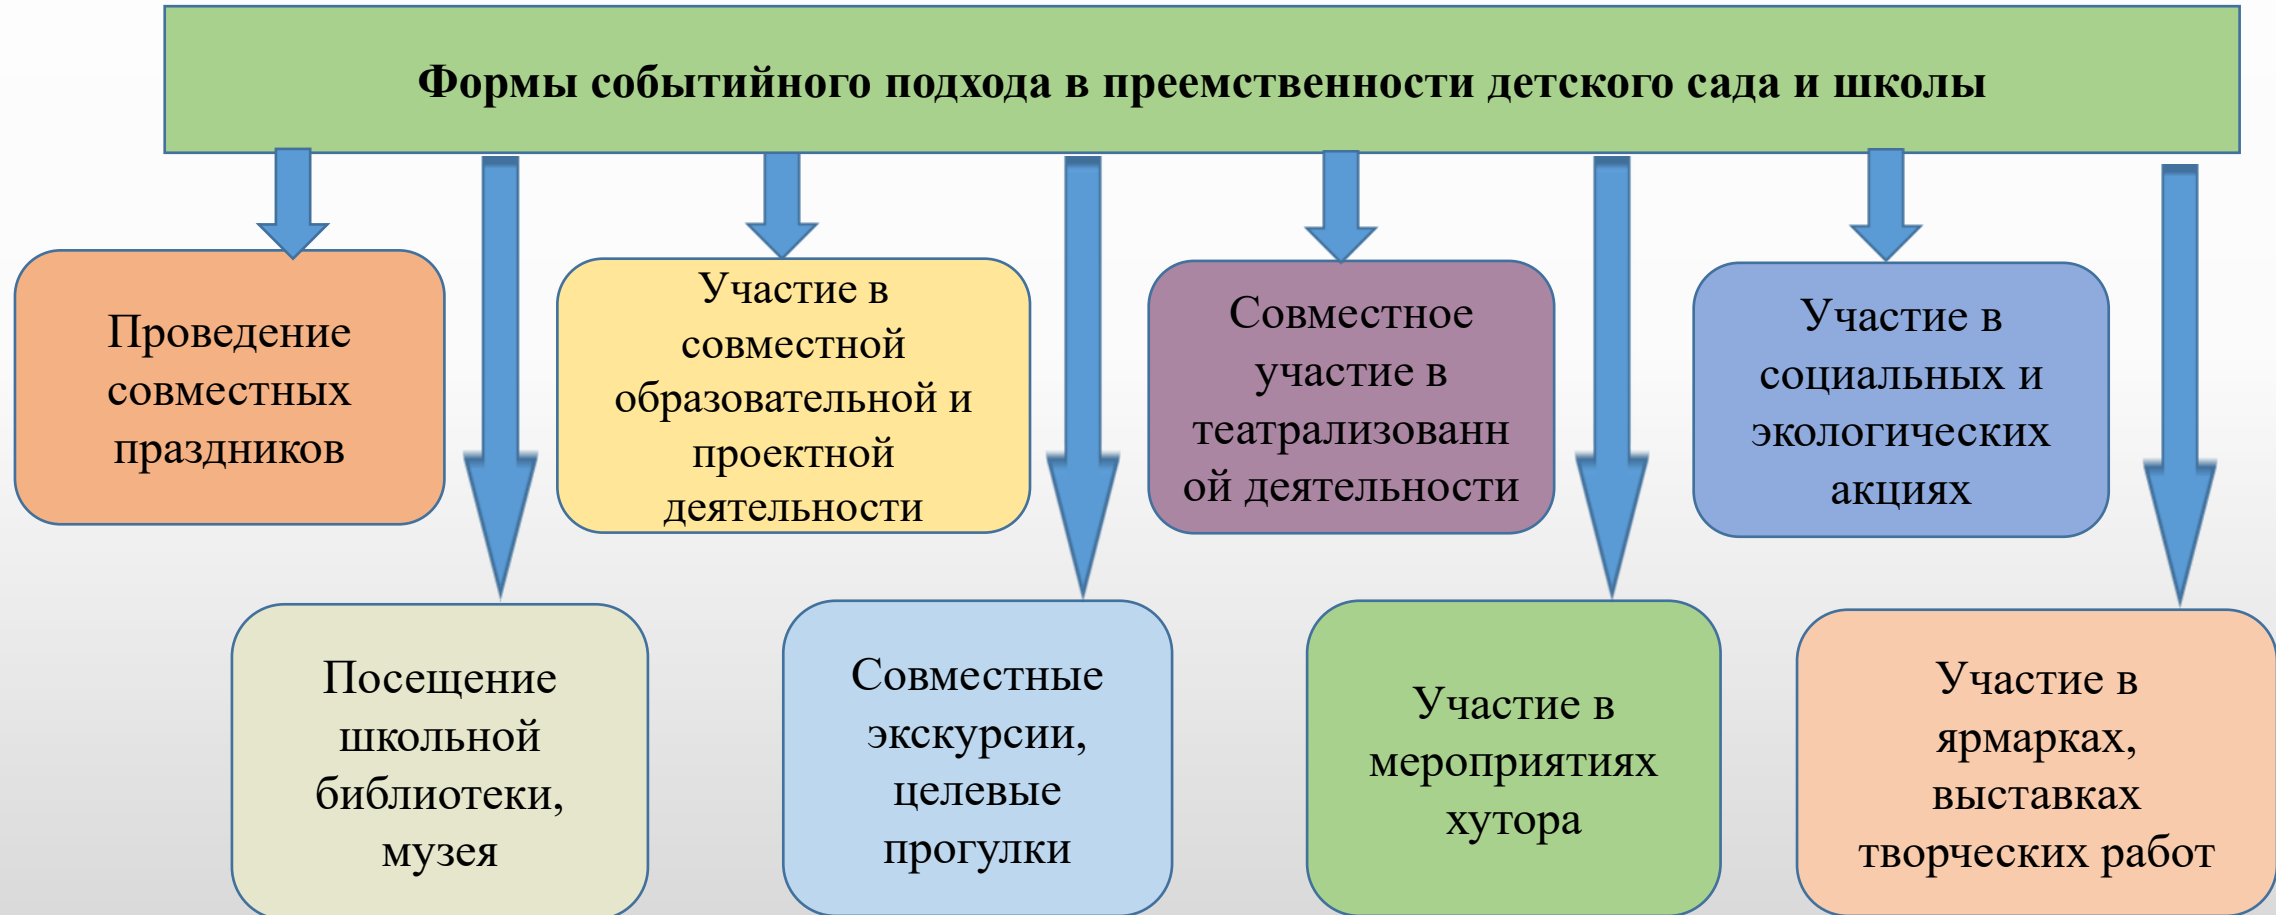 Формы событийного подхода в преемственности детского сада и школы
Проведение
совместных
праздников
Участие в
совместной
образовательной и
проектной
деятельности
Совместное
участие в
театрализованн
ой деятельности
Участие в
социальных и
экологических
акциях
Посещение
школьной
библиотеки,
музея
Совместные
экскурсии,
целевые
прогулки
Участие в
мероприятиях
хутора
Участие в
ярмарках,
выставках
творческих работ